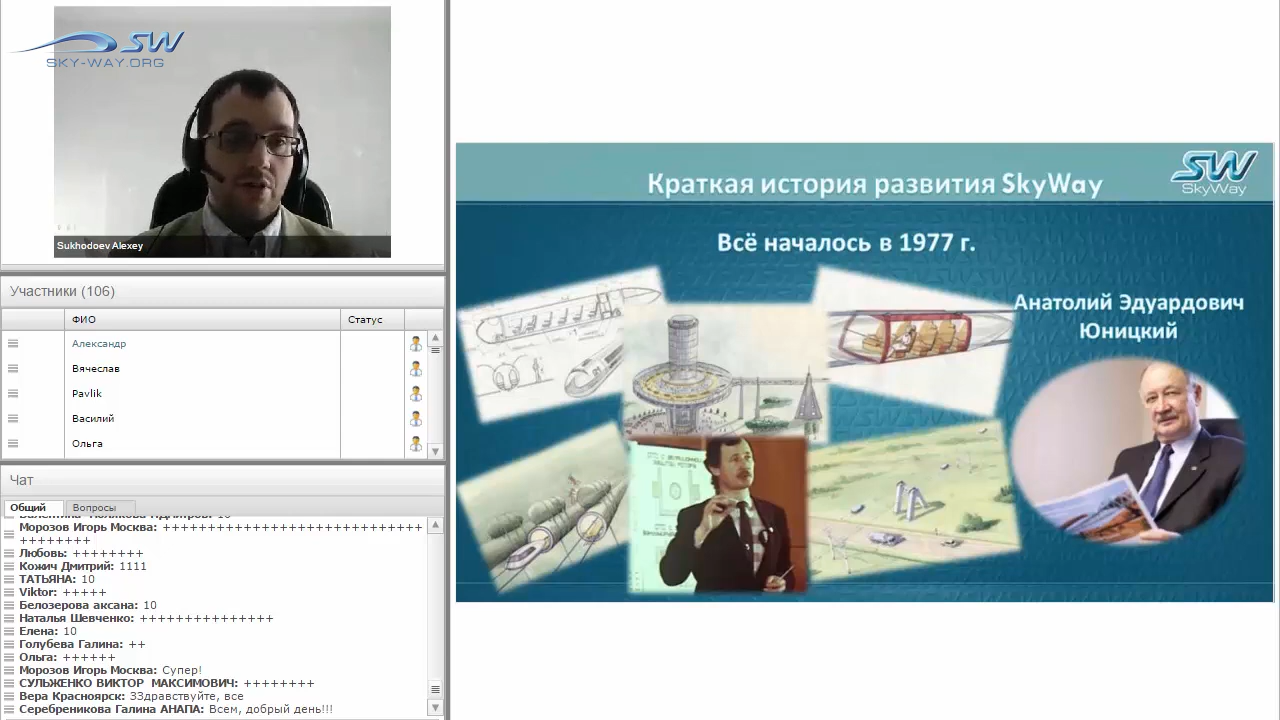 SW
SKY-WAY.ORG
Sukhodoev Alexey
Участники (106)
ФИО
Статус
Александр
Вячеслав
Pavlik
Василий
Ольга
Чат
Общий
Вопросы
Морозов Игорь Москва: ++++++++++++++++++++++++++++
++++++++
Любовь: ++++++++
Кожич Дмитрий: 1111
ТАТЬЯНА: 10
Viktor: +++++
Белозерова аксана: 10
Наталья Шевченко: +++++++++++++++
Елена: 10
Голубева Галина: ++
Ольга: ++++++
Морозов Игорь Москва: Супер!
СУЛЬЖЕНКО ВИКТОР МАКСИМОВИЧ: ++++++++
Вера Красноярск: ЗЗдравствуйте, все
Серебреникова Галина АНАПА: Всем, добрый день!!!
Краткая история развития SkyWay
SW
SkyWay
Всё началось в 1977 г.
Анатолий Эдуардович
Юницкий